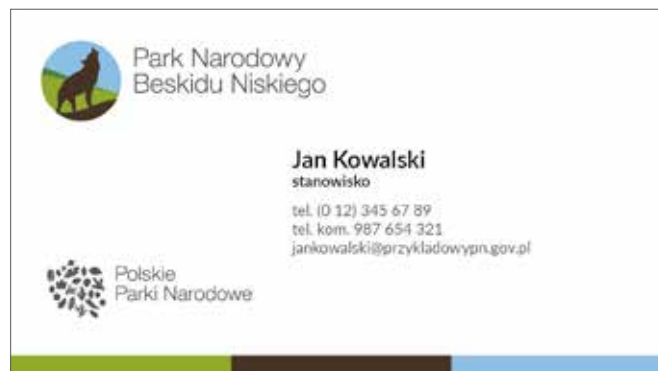 Park Narodowy
Beskidu Niskiego
Jan Kowalski
stanowisko
tel. (0 12) 345 67 89
tel. kom. 987 654 321
jankowalski@przykladowypn.gov.pl
Polskie
Parki Narodowe